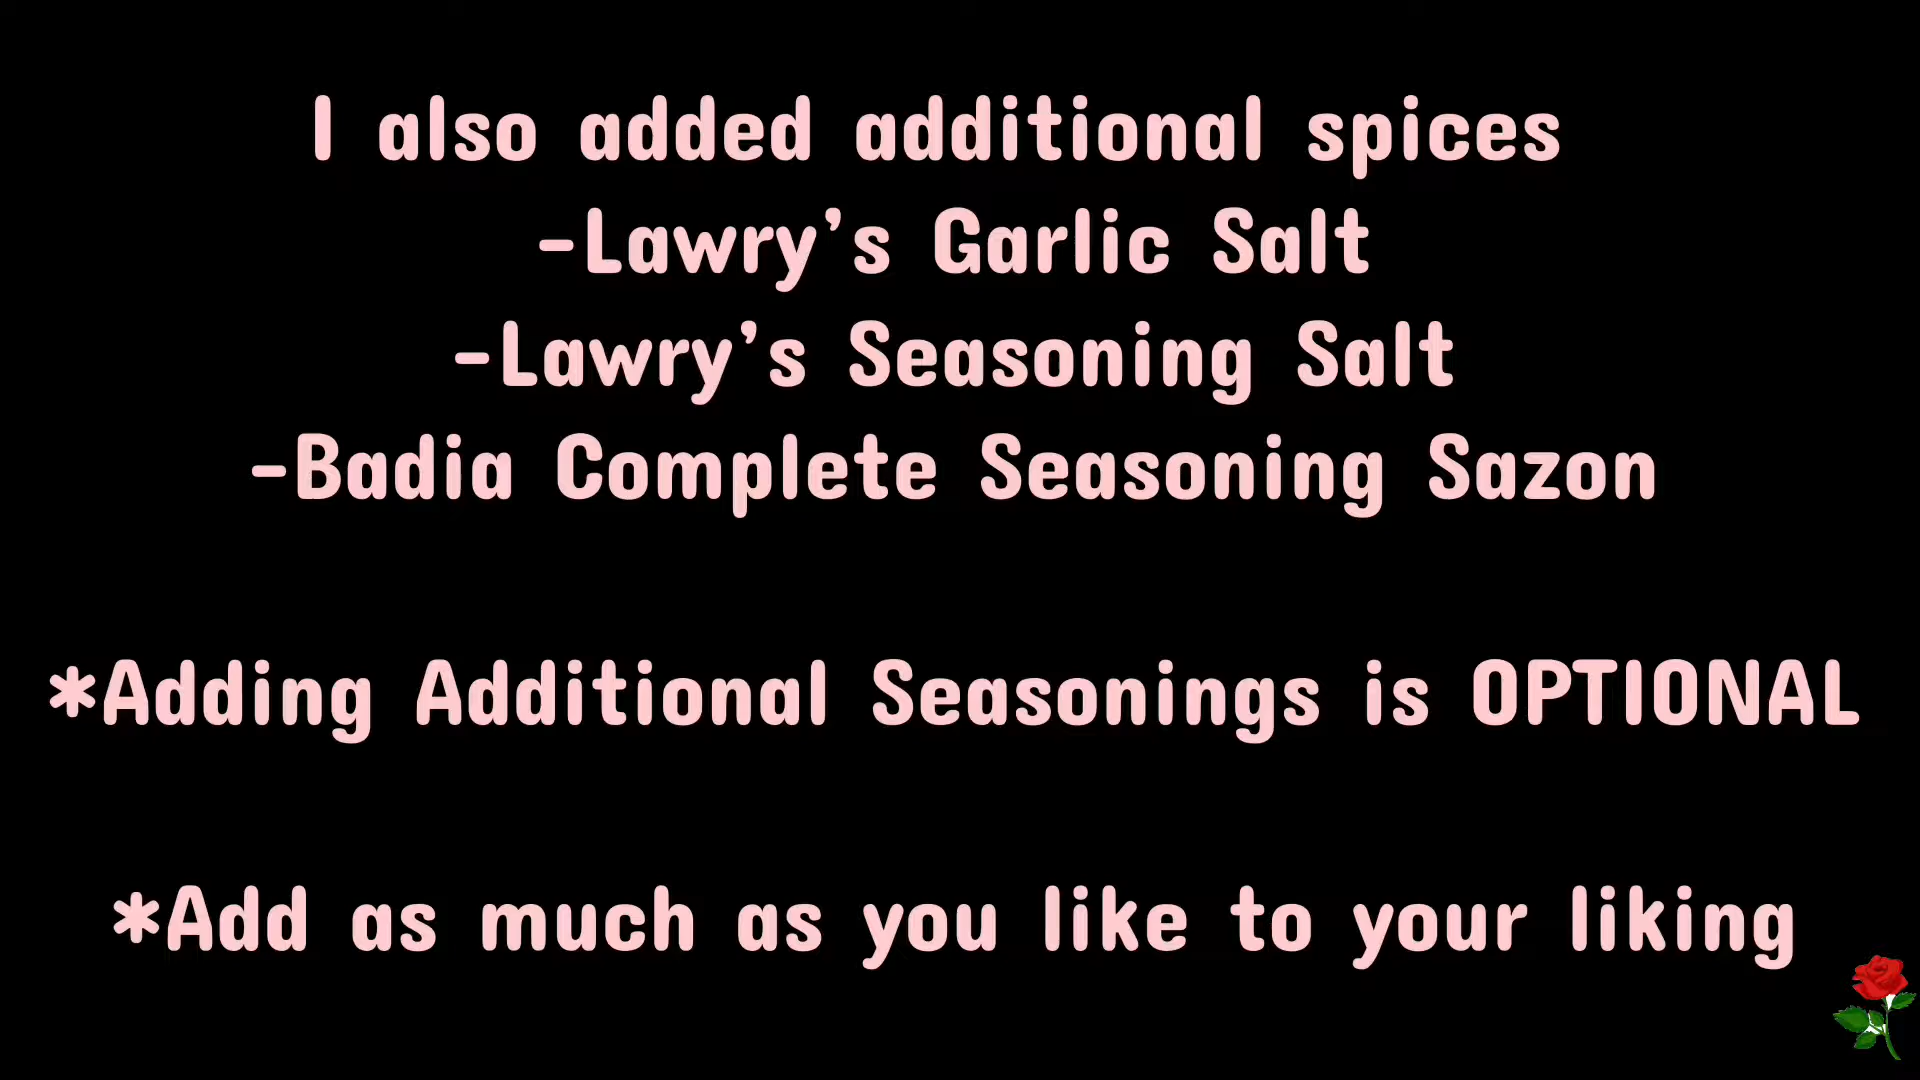 I also added additional spices
-Lawry’s Garlic Salt
-Lawry’s Seasoning Salt
-Badia Complete Seasoning Sazon
*Adding Additional Seasonings is OPTIONAL
*Add as much as you like to your liking